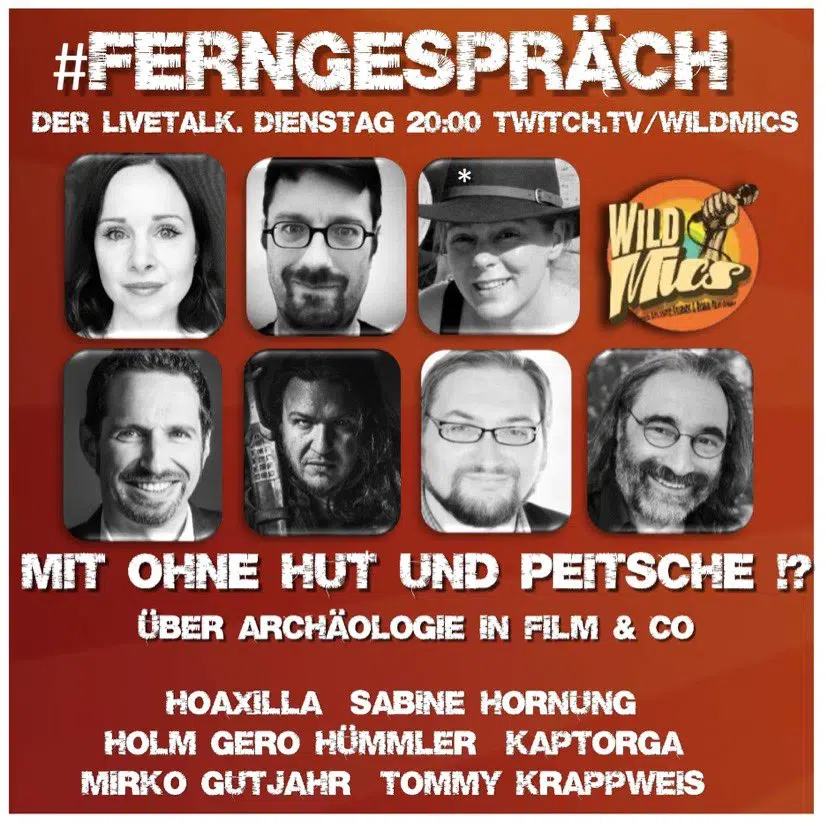 #FERNGESPRÄCH
DER LIVETALK. DIENSTAG 20:00 TWITCH.TV/WILDMICS
*
WILD
MICS
MIT OHNE HUT* UND PEITSCHE !?
ÜBER ARCHÄOLOGIE IN FILM & CO
HOAXILLA SABINE HORNUNG
HOLM GERO HÜMMLER KAPTORGA
MIRKO GUTJAHR TOMMY KRAPPWEIS